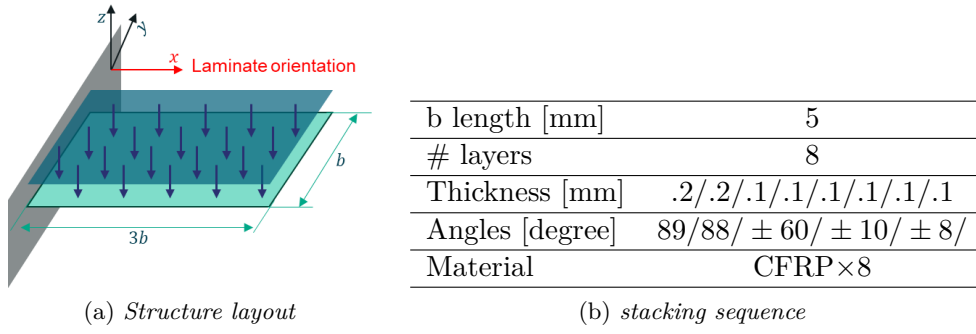 z
y
x
Laminate orientation
b
3b
(a) Structure layout
b length [mm] 5
# layers 8
Thickness [mm] .2/.2/.1/.1/.1/.1/.1/.1
Angles [degree] 89/88/ ± 60/ ± 10/ ± 8/
Material CFRP×8
(b) stacking sequence